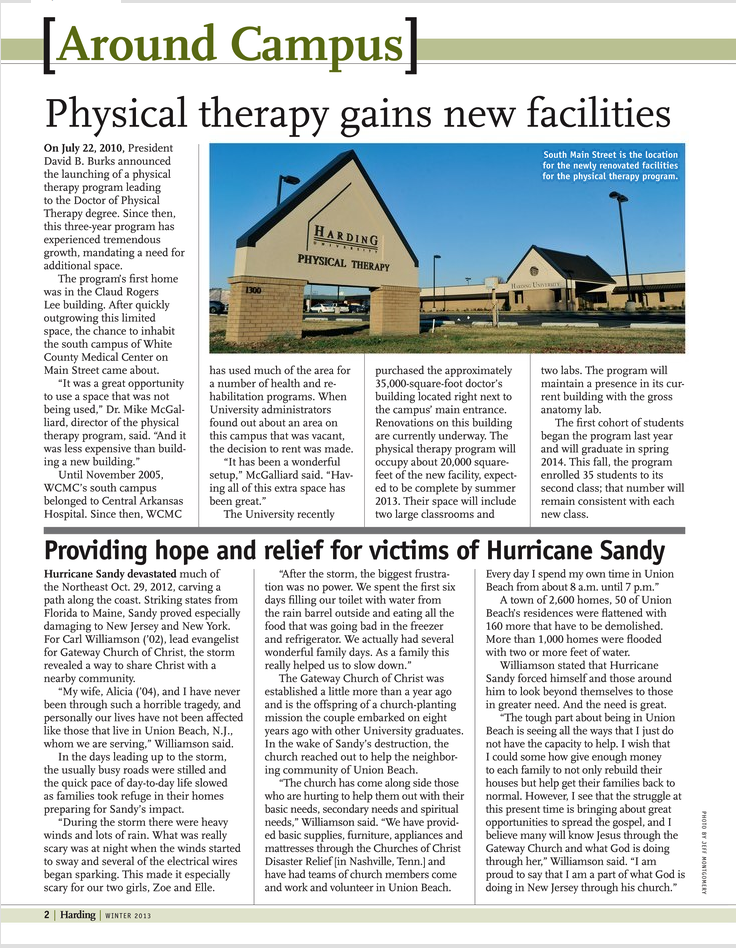 [Around Campus]
Physical therapy gains new facilities
On July 22, 2010, President
David B. Burks announced
the launching of a physical
therapy program leading
to the Doctor of Physical
Therapy degree. Since then,
this three-year program has
experienced tremendous
growth, mandating a need for
additional space.
The program's first home
was in the Claud Rogers
Lee building. After quickly
outgrowing this limited
space, the chance to inhabit
the south campus of White
County Medical Center on
Main Street came about.
"It was a great opportunity
to use a space that was not
being used," Dr. Mike McGal-
liard, director of the physical
therapy program, said. "And it
was less expensive than build-
ing a new building."
Until November 2005,
WCMC's south campus
belonged to Central Arkansas
Hospital. Since then, WCMC
South Main Street is the location
for the newly renovated facilities
for the physical therapy program.
HARDING
UNIVERSITY
PHYSICAL THERAPY
1300
HARDING UNIVERSITY
has used much of the area for
a number of health and re-
habilitation programs. When
University administrators
found out about an area on
this campus that was vacant,
the decision to rent was made.
"It has been a wonderful
setup," McGalliard said. "Hav-
ing all of this extra space has
been great."
The University recently
purchased the approximately
35,000-square-foot doctor's
building located right next to
the campus' main entrance.
Renovations on this building
are currently underway. The
physical therapy program will
occupy about 20,000 square-
feet of the new facility, expect-
ed to be complete by summer
2013. Their space will include
two large classrooms and
two labs. The program will
maintain a presence in its cur-
rent building with the gross
anatomy lab.
The first cohort of students
began the program last year
and will graduate in spring
2014. This fall, the program
enrolled 35 students to its
second class; that number will
remain consistent with each
new class.
Providing hope and relief for victims of Hurricane Sandy
Hurricane Sandy devastated much of
the Northeast Oct. 29, 2012, carving a
path along the coast. Striking states from
Florida to Maine, Sandy proved especially
damaging to New Jersey and New York.
For Carl Williamson ('02), lead evangelist
for Gateway Church of Christ, the storm
revealed a way to share Christ with a
nearby community.
"My wife, Alicia ('04), and I have never
been through such a horrible tragedy, and
personally our lives have not been affected
like those that live in Union Beach, N.J.,
whom we are serving," Williamson said.
In the days leading up to the storm,
the usually busy roads were stilled and
the quick pace of day-to-day life slowed
as families took refuge in their homes
preparing for Sandy's impact.
"During the storm there were heavy
winds and lots of rain. What was really
scary was at night when the winds started
to sway and several of the electrical wires
began sparking. This made it especially
scary for our two girls, Zoe and Elle.
"After the storm, the biggest frustra-
tion was no power. We spent the first six
days filling our toilet with water from
the rain barrel outside and eating all the
food that was going bad in the freezer
and refrigerator. We actually had several
wonderful family days. As a family this
really helped us to slow down."
The Gateway Church of Christ was
established a little more than a year ago
and is the offspring of a church-planting
mission the couple embarked on eight
years ago with other University graduates.
In the wake of Sandy's destruction, the
church reached out to help the neighbor-
ing community of Union Beach.
"The church has come along side those
who are hurting to help them out with their
basic needs, secondary needs and spiritual
needs," Williamson said. "We have provid-
ed basic supplies, furniture, appliances and
mattresses through the Churches of Christ
Disaster Relief [in Nashville, Tenn.] and
have had teams of church members come
and work and volunteer in Union Beach.
Every day I spend my own time in Union
Beach from about 8 a.m. until 7 p.m."
A town of 2,600 homes, 50 of Union
Beach's residences were flattened with
160 more that have to be demolished.
More than 1,000 homes were flooded
with two or more feet of water.
Williamson stated that Hurricane
Sandy forced himself and those around
him to look beyond themselves to those
in greater need. And the need is great.
"The tough part about being in Union
Beach is seeing all the ways that I just do
not have the capacity to help. I wish that
I could some how give enough money
to each family to not only rebuild their
houses but help get their families back to
normal. However, I see that the struggle at
this present time is bringing about great
opportunities to spread the gospel, and I
believe many will know Jesus through the
Gateway Church and what God is doing
through her," Williamson said. "I am
proud to say that I am a part of what God is
doing in New Jersey through his church."
PHOTO BY JEFF MONTGOMERY
2 | Harding | WINTER 2013